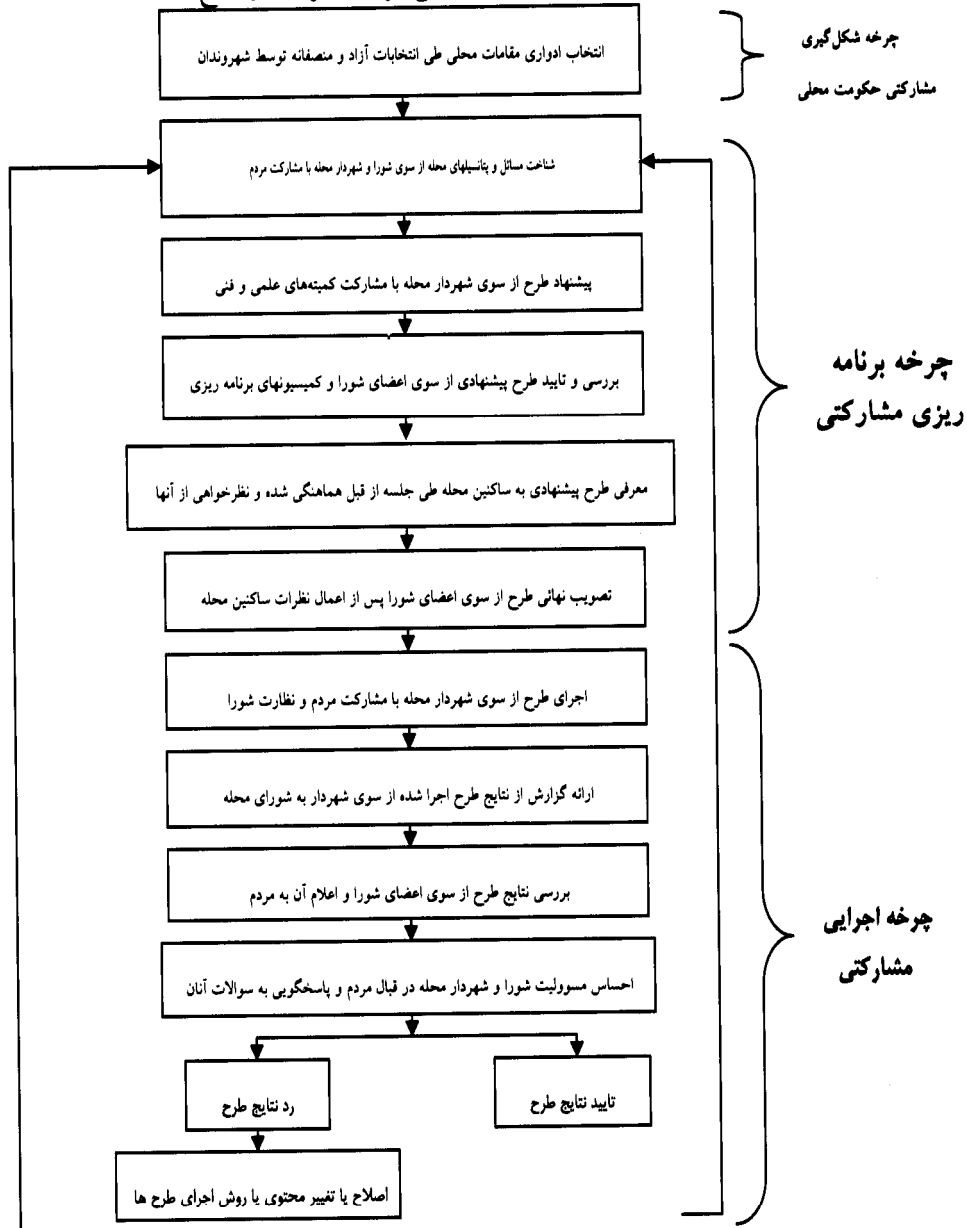 چرخه شکل‌گیری
مشارکتی حکومت محلی
انتخاب ادواری مقامات محلی طی انتخابات آزاد و منصفانه توسط شهروندان
شناخت مسائل و پتانسیلهای محله از سوی شورا و شهردار محله با مشارکت مردم
پیشنهاد طرح از سوی شهردار محله با مشارکت کمیته‌های علمی و فنی
چرخه برنامه
ریزی مشارکتی
بررسی و تایید طرح پیشنهادی از سوی اعضای شورا و کمیسیونهای برنامه ریزی
معرفی طرح پیشنهادی به ساکنین محله طی جلسه از قبل هماهنگی شده و نظرخواهی از آنها
تصویب نهائی طرح از سوی اعضای شورا پس از اعمال نظرات ساکنین محله
اجرای طرح از سوی شهردار محله با مشارکت مردم و نظارت شورا
ارائه گزارش از نتایج طرح اجرا شده از سوی شهردار به شورای محله
بررسی نتایج طرح از سوی اعضای شورا و اعلام آن به مردم
چرخه اجرایی
مشارکتی
احساس مسوولیت شورا و شهردار محله در قبال مردم و پاسخگویی به سوالات آنان
تایید نتایج طرح
رد نتایج طرح
اصلاح یا تغییر محتوی یا روش اجرای طرح ها